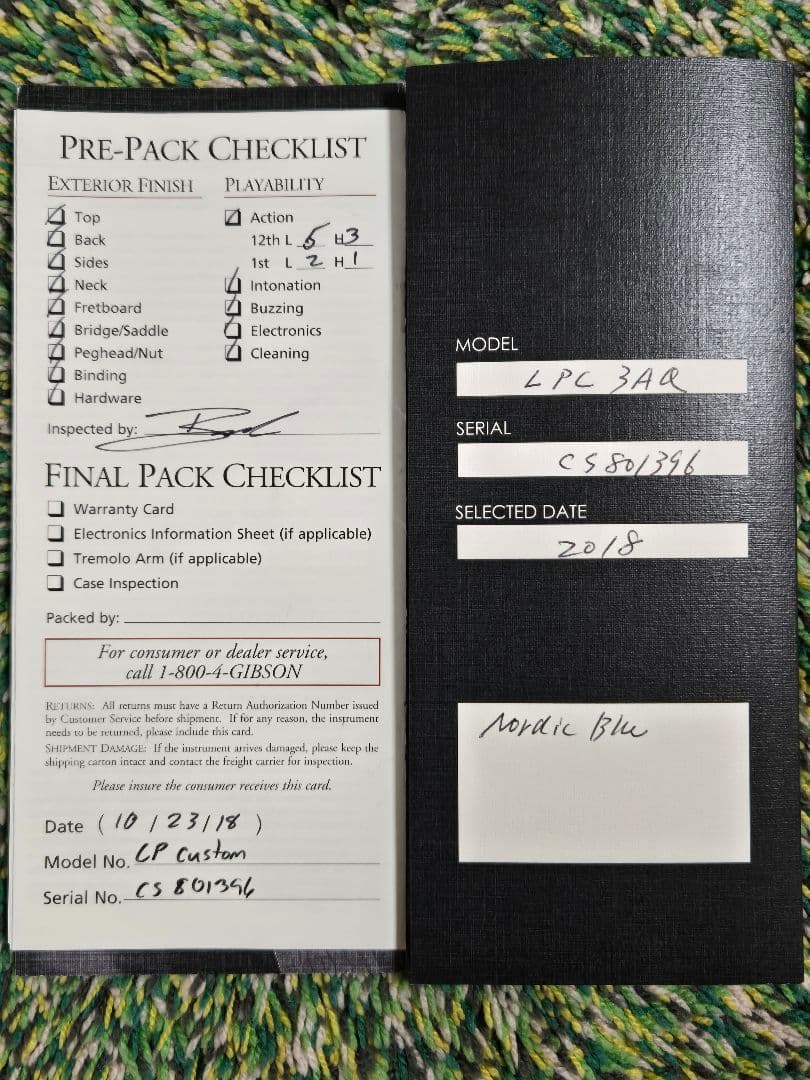 PRE-PACK CHECKLIST
EXTERIOR FINISH
Top
Back
Sides
Neck
Fretboard
Bridge/Saddle
Peghead/Nut
Binding
Hardware
PLAYABILITY
Action
12th L 5 H 3
1st L 2 H 1
Intonation
Buzzing
Electronics
Cleaning
Inspected by:
FINAL PACK CHECKLIST
Warranty Card
Electronics Information Sheet (if applicable)
Tremolo Arm (if applicable)
Case Inspection
Packed by:
For consumer or dealer service,
call 1-800-4-GIBSON
RETURNS: All returns must have a Return Authorization Number issued
by Customer Service before shipment. If for any reason, the instrument
needs to be returned, please include this card.
SHIPMENT DAMAGE: If the instrument arrives damaged, please keep the
shipping carton intact and contact the freight carrier for inspection.
Please insure the consumer receives this card.
Date ( 10 / 23 / 18 )
Model No. LP Custom
Serial No. CS 801396
MODEL
LPC 3AQ
SERIAL
CS801396
SELECTED DATE
2018
Nordic Blue